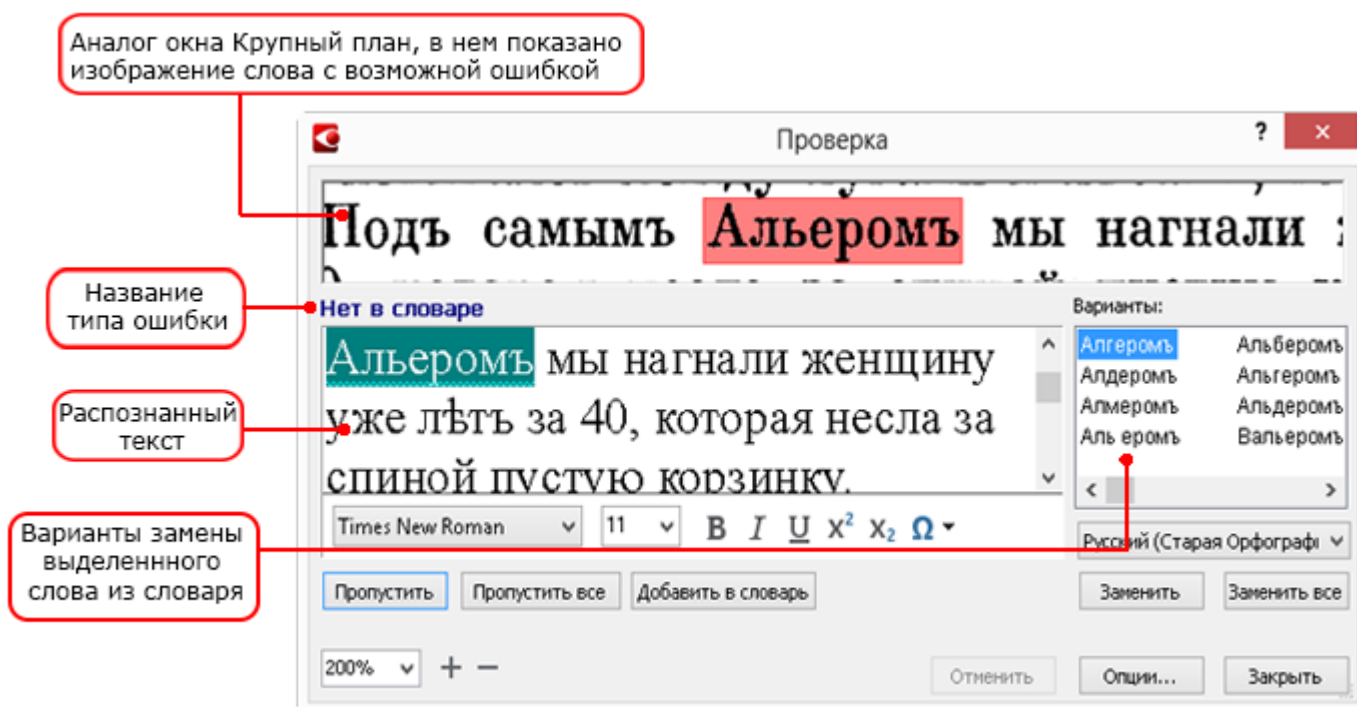 Аналог окна Крупный план, в нем показано
изображение слова с возможной ошибкой
Проверка
?
×
Подъ самымъ Альеромъ мы нагнали
Название
типа ошибки
Нет в словаре
Варианты:
Альеромъ мы нагнали женщину
уже лѣтъ за 40, которая несла за
спиной пустую корзинку.
Распознанный
текст
Алгеромъ Альберомъ
Алдеромъ Альгеромъ
Алмеромъ Альдеромъ
Аль еромъ Вальеромъ
Варианты замены
выделеннного
слова из словаря
Times New Roman 11 B I U X² X₂ Ω
Русский (Старая Орфографи
Пропустить Пропустить все Добавить в словарь Заменить Заменить все
200% + −
Отменить Опции... Закрыть